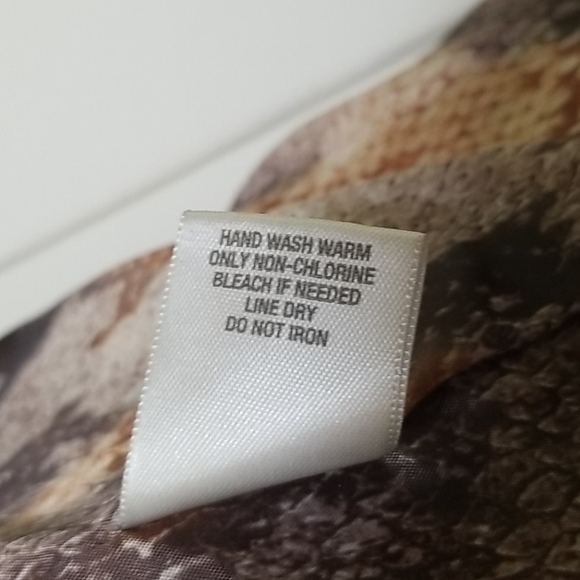 HAND WASH WARM
ONLY NON-CHLORINE
BLEACH IF NEEDED
LINE DRY
DO NOT IRON